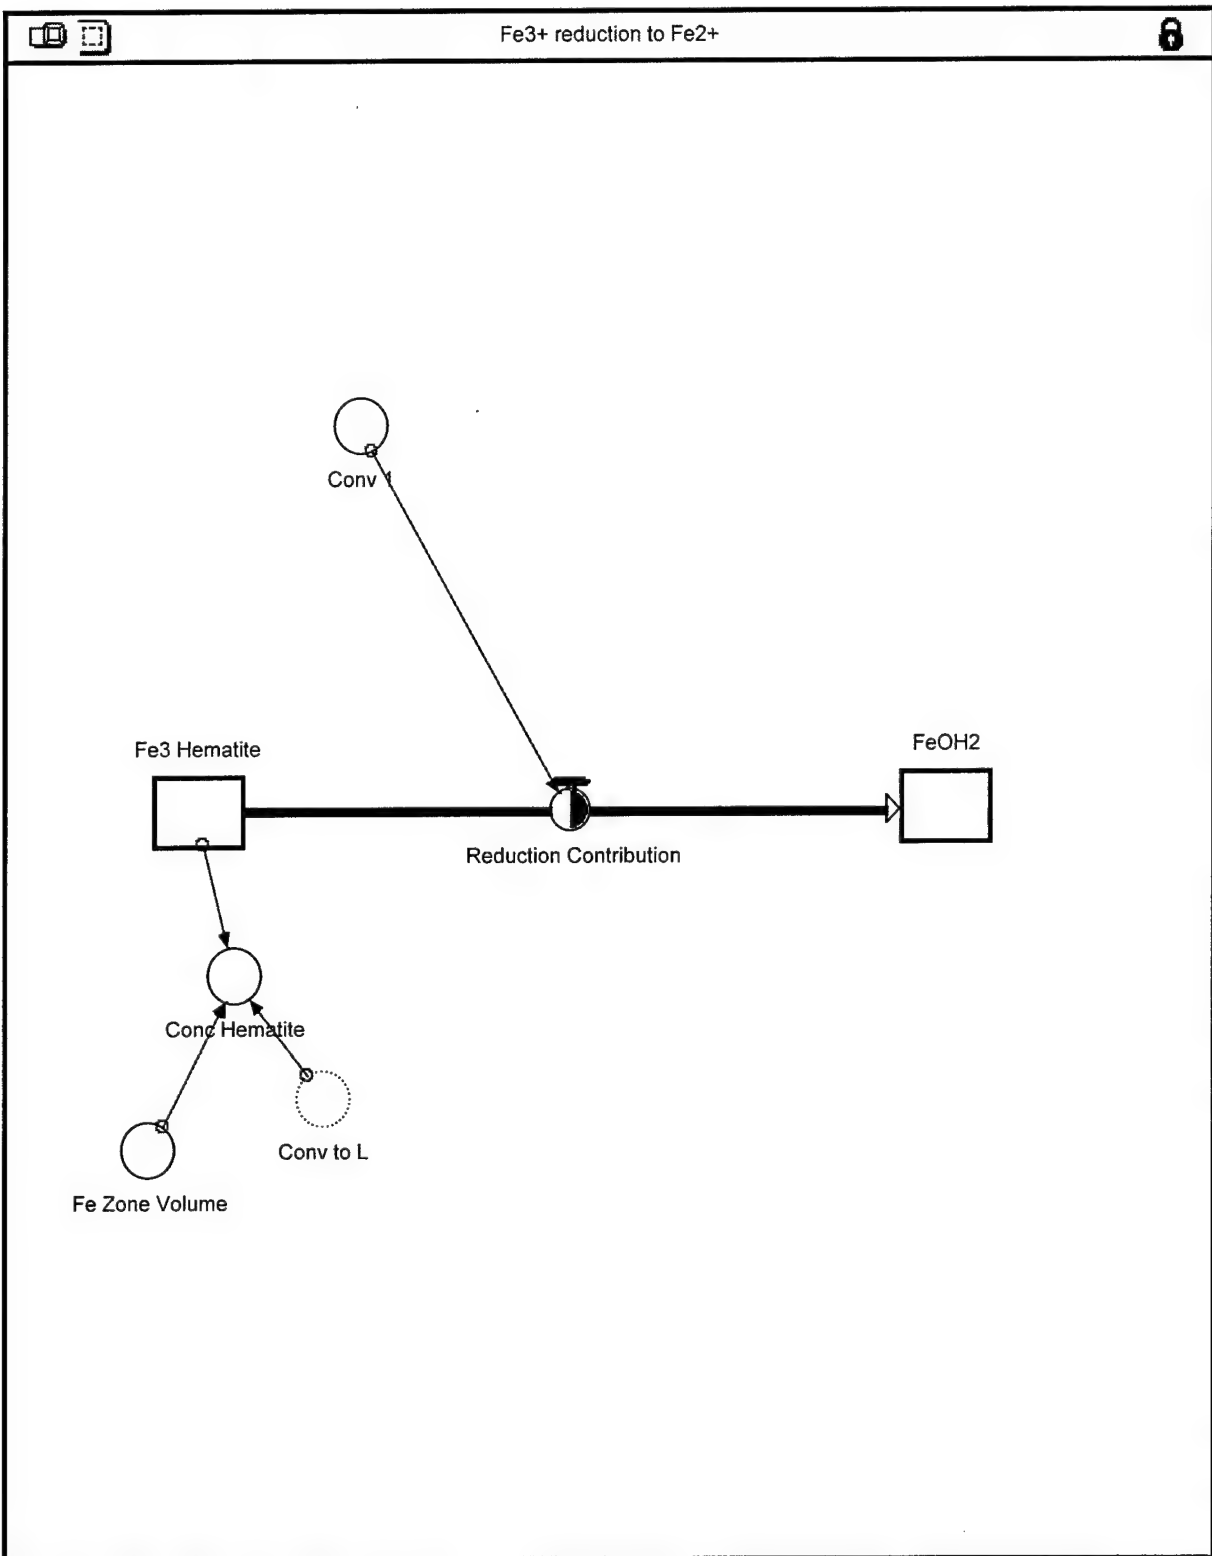 Fe3+ reduction to Fe2+
Conv 1
Fe3 Hematite
FeOH2
Reduction Contribution
Conc Hematite
Conv to L
Fe Zone Volume